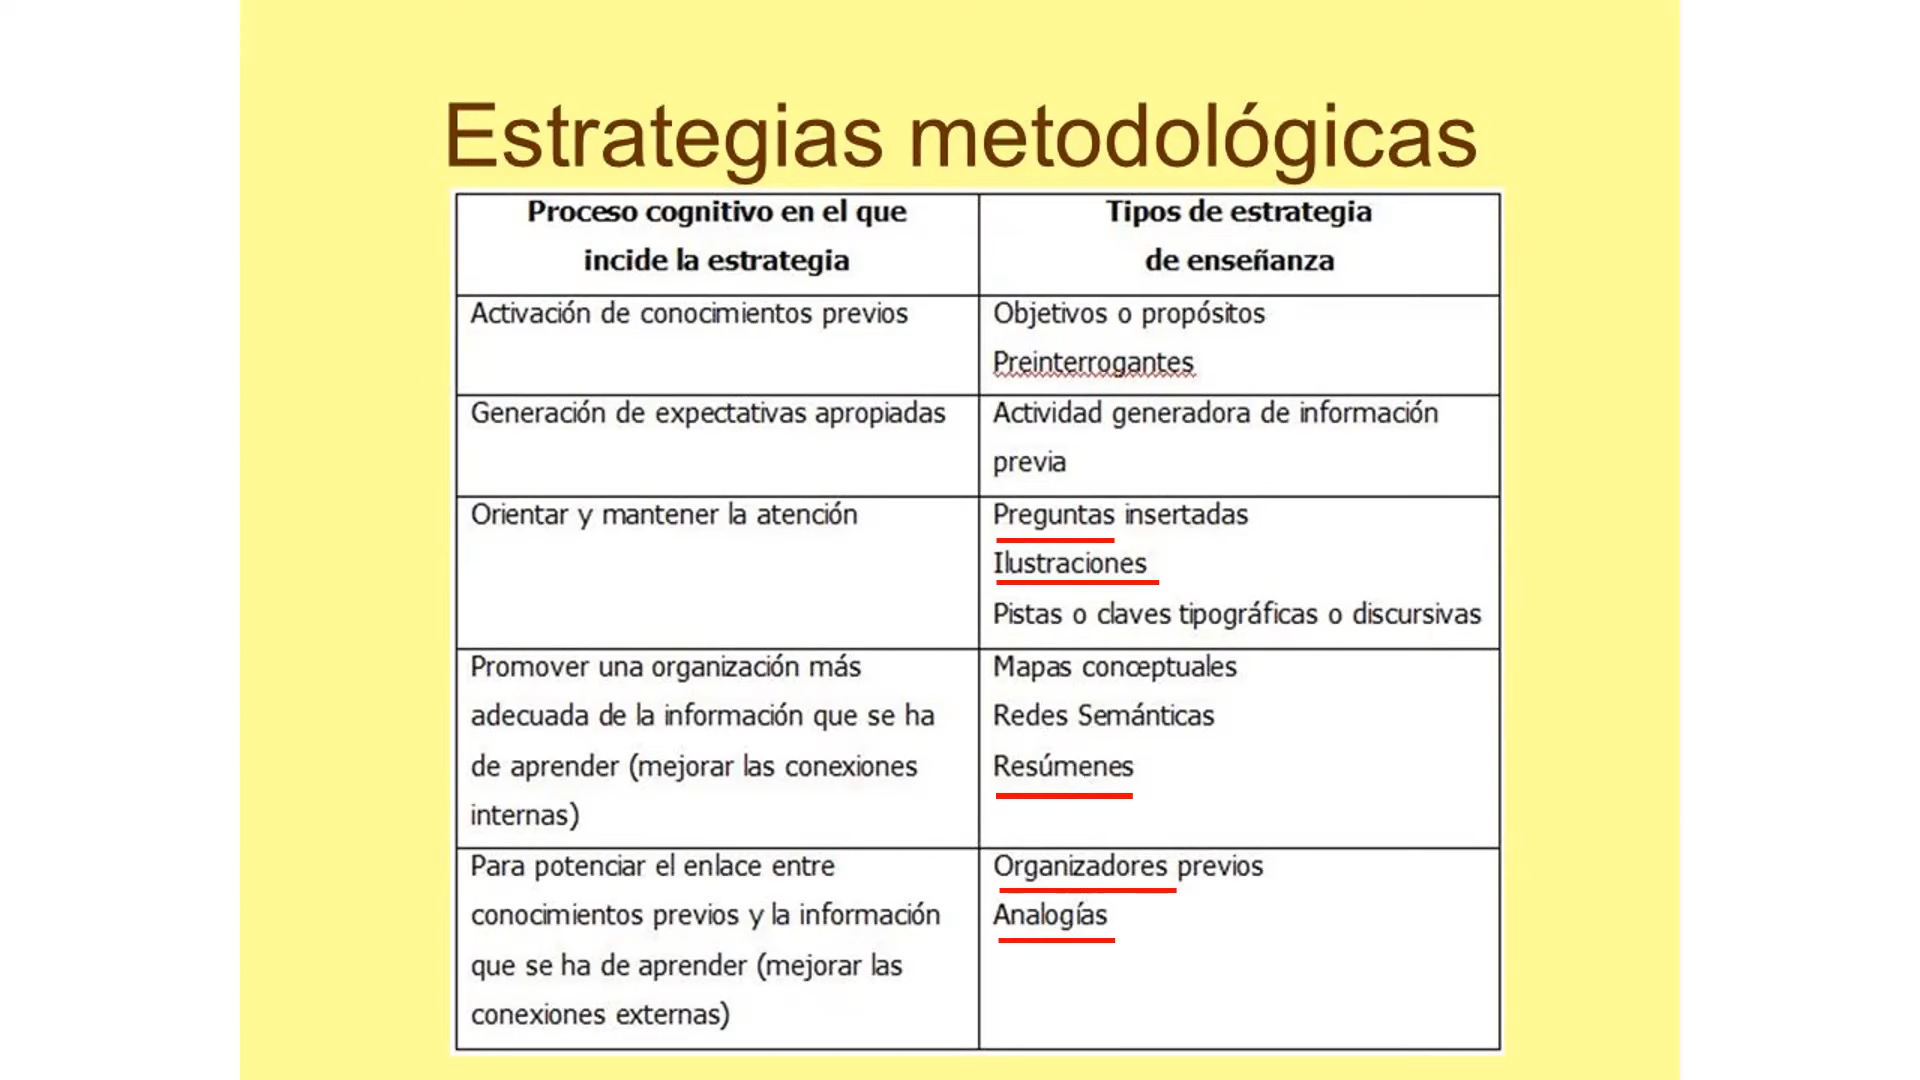 Estrategias metodológicas
Proceso cognitivo en el que
incide la estrategia
Tipos de estrategia
de enseñanza
Activación de conocimientos previos
Objetivos o propósitos
Preinterrogantes
Generación de expectativas apropiadas
Actividad generadora de información
previa
Orientar y mantener la atención
Preguntas insertadas
Ilustraciones
Pistas o claves tipográficas o discursivas
Promover una organización más
adecuada de la información que se ha
de aprender (mejorar las conexiones
internas)
Mapas conceptuales
Redes Semánticas
Resúmenes
Para potenciar el enlace entre
conocimientos previos y la información
que se ha de aprender (mejorar las
conexiones externas)
Organizadores previos
Analogías